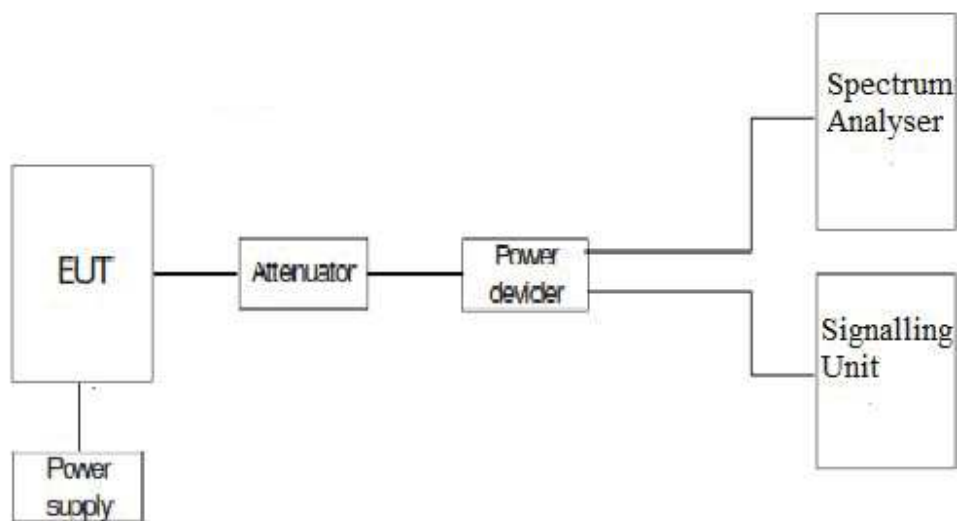 Spectrum
Analyser
EUT
Attenuator
Power
devider
Signalling
Unit
Power
supply